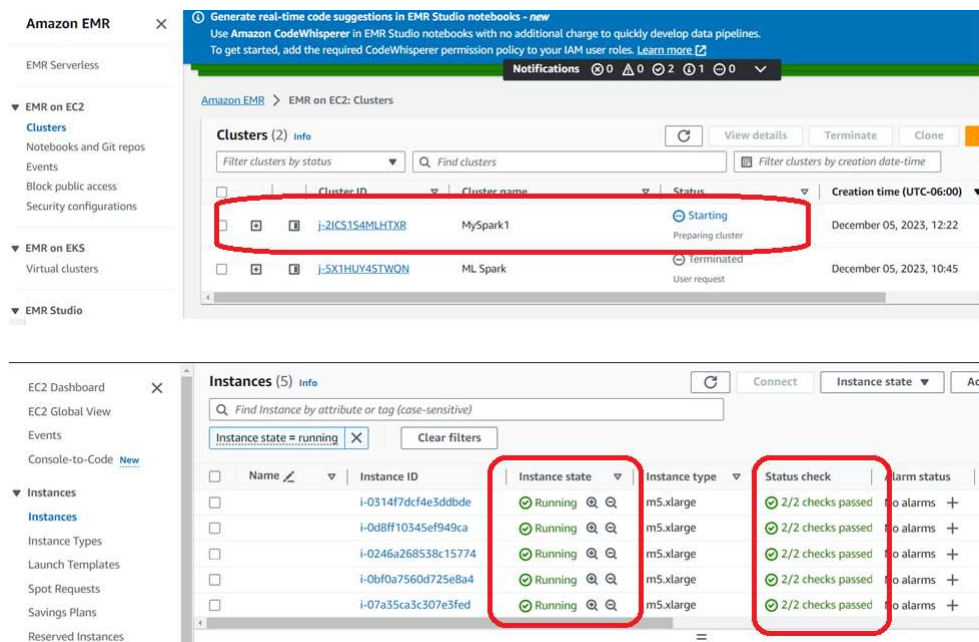 Amazon EMR
Generate real-time code suggestions in EMR Studio notebooks - new
Use Amazon CodeWhisperer in EMR Studio notebooks with no additional charge to quickly develop data pipelines.
To get started, add the required CodeWhisperer permission policy to your IAM user roles. Learn more
Notifications 0 0 2 1 0
EMR Serverless
EMR on EC2
Clusters
Notebooks and Git repos
Events
Block public access
Security configurations
EMR on EKS
Virtual clusters
EMR Studio
Amazon EMR > EMR on EC2: Clusters
Clusters (2) Info
View details Terminate Clone
Filter clusters by status Find clusters Filter clusters by creation date-time
Cluster ID Cluster name Status Creation time (UTC-06:00)
j-2ICS1S4MLHTXR MySpark1 Starting December 05, 2023, 12:22
Preparing cluster
j-5X1HUY4STWQN ML Spark Terminated December 05, 2023, 10:45
User request
EC2 Dashboard
EC2 Global View
Events
Console-to-Code New
Instances
Instances
Instance Types
Launch Templates
Spot Requests
Savings Plans
Reserved Instances
Instances (5) Info
Connect Instance state
Find Instance by attribute or tag (case-sensitive)
Instance state = running Clear filters
Name Instance ID Instance state Instance type Status check Alarm status
i-0314f7dcf4e3ddbde Running m5.xlarge 2/2 checks passed No alarms +
i-0d8ff10345ef949ca Running m5.xlarge 2/2 checks passed No alarms +
i-0246a268538c15774 Running m5.xlarge 2/2 checks passed No alarms +
i-0bf0a7560d725e8a4 Running m5.xlarge 2/2 checks passed No alarms +
i-07a35ca3c307e3fed Running m5.xlarge 2/2 checks passed No alarms +